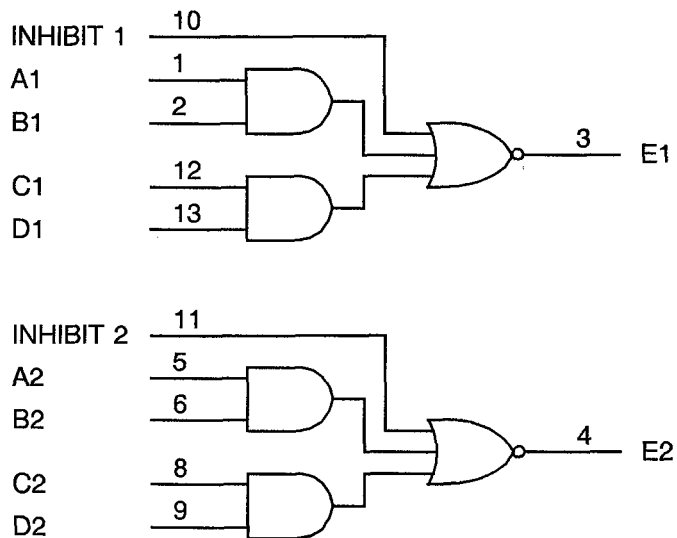 INHIBIT 1 10
A1 1
B1 2
3 E1
C1 12
D1 13
INHIBIT 2 11
A2 5
B2 6
4 E2
C2 8
D2 9